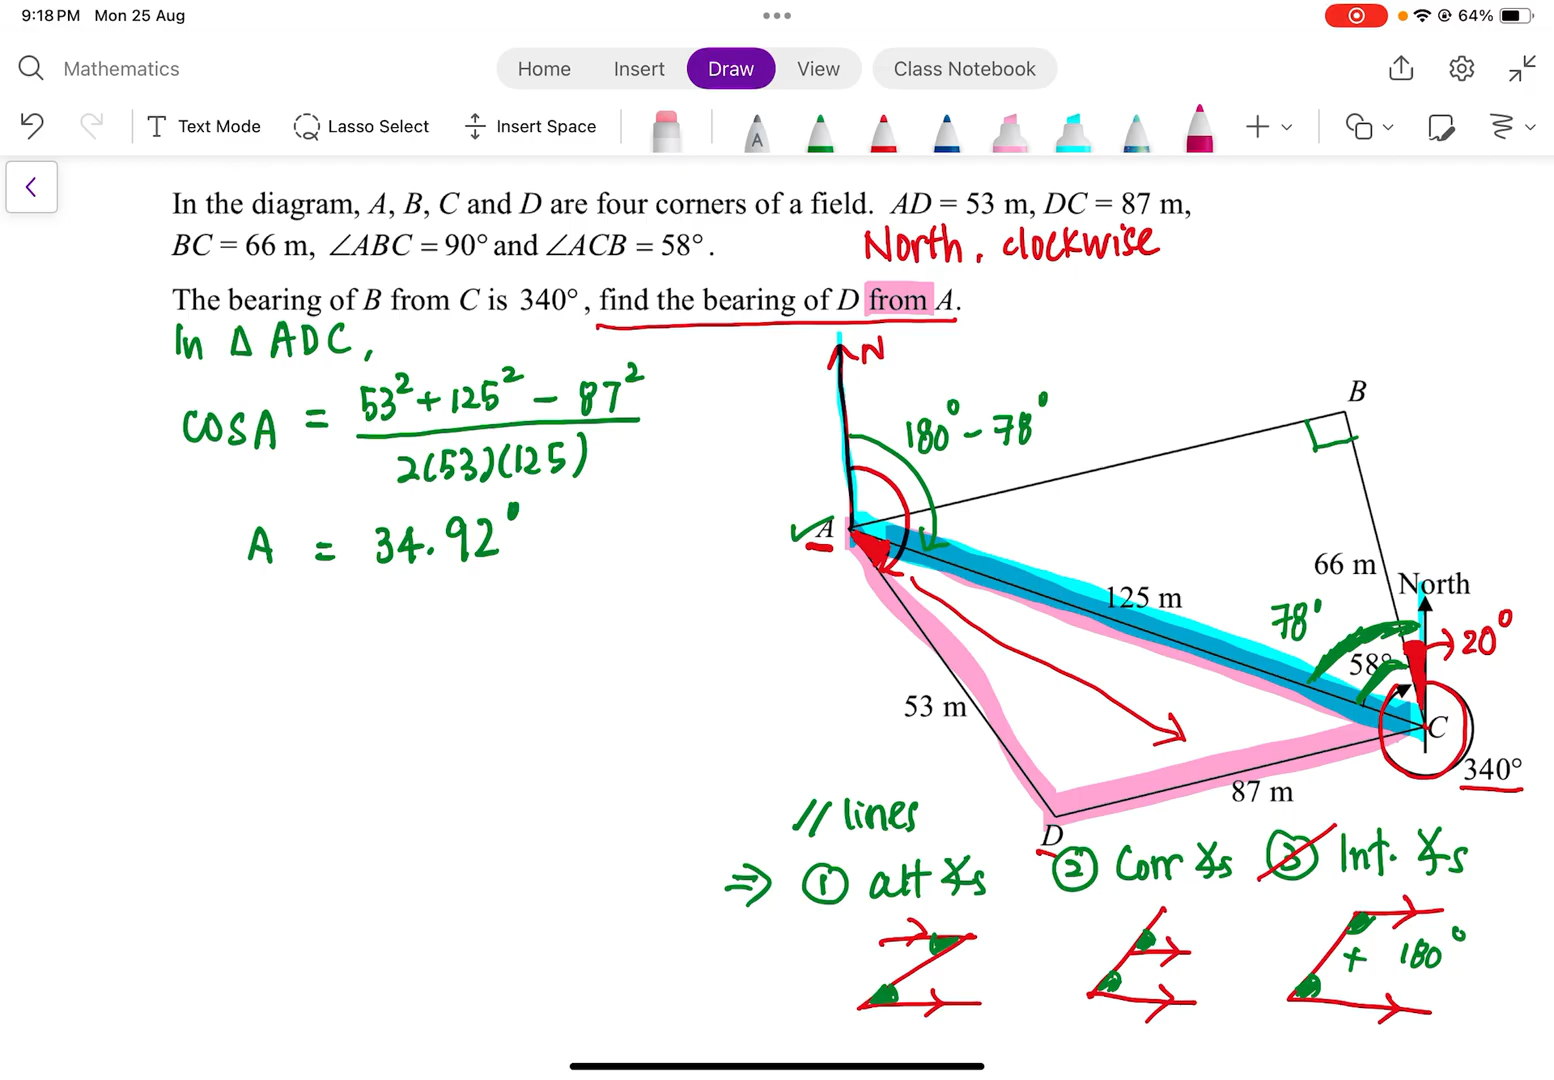 9:18 PM Mon 25 Aug
64%
Mathematics
Home Insert Draw View Class Notebook
Text Mode Lasso Select Insert Space
A
In the diagram, A, B, C and D are four corners of a field. AD = 53 m, DC = 87 m,
BC = 66 m, ∠ABC = 90° and ∠ACB = 58°.
North, clockwise
The bearing of B from C is 340°, find the bearing of D from A.
In Δ ADC,
cos A = 53² + 125² - 87²
2(53)(125)
A = 34.92°
N
180° - 78°
B
A
66 m
North
125 m
78°
58°
20°
53 m
C
340°
87 m
D
// lines
⇒ ① alt ∡s ② Corr ∡s ③ Int. ∡s
+ 180°